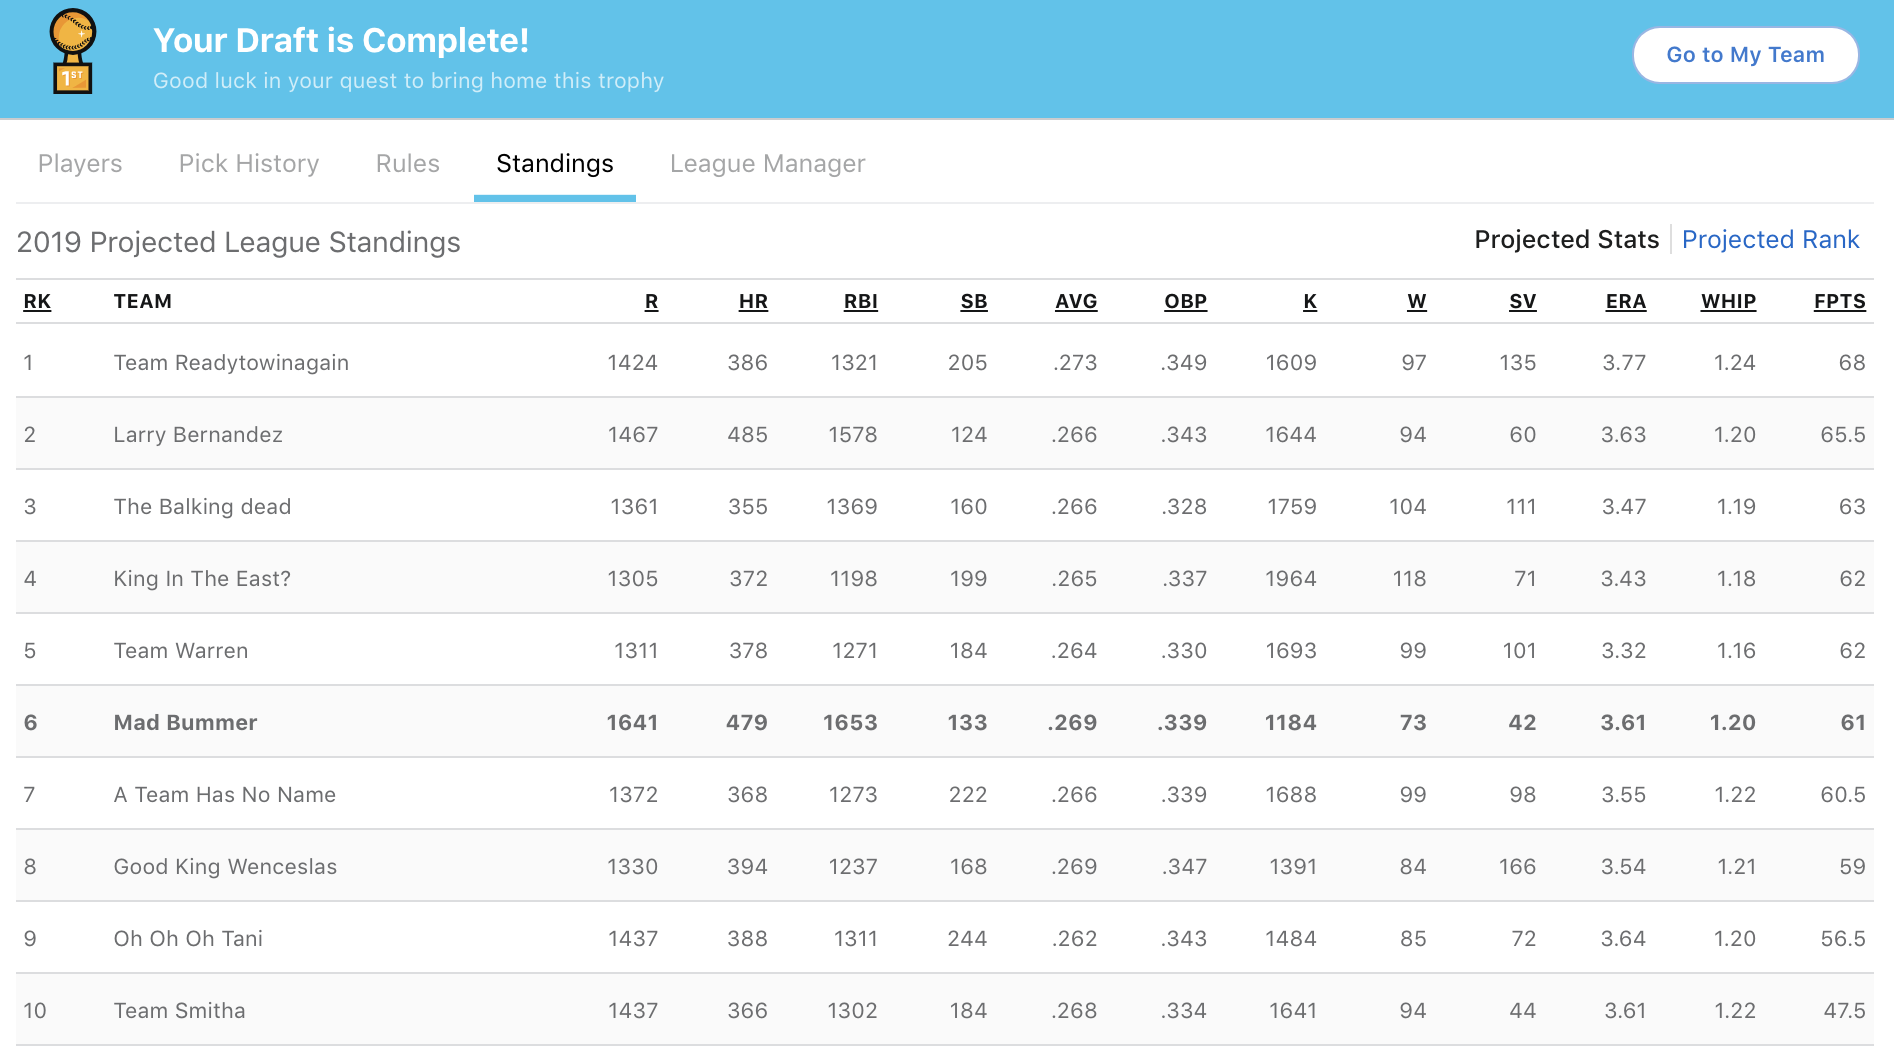 1ST
Your Draft is Complete!
Good luck in your quest to bring home this trophy
Go to My Team
Players Pick History Rules Standings League Manager
2019 Projected League Standings
Projected Stats Projected Rank
RK TEAM R HR RBI SB AVG OBP K W SV ERA WHIP FPTS
1 Team Readytowinagain 1424 386 1321 205 .273 .349 1609 97 135 3.77 1.24 68
2 Larry Bernandez 1467 485 1578 124 .266 .343 1644 94 60 3.63 1.20 65.5
3 The Balking dead 1361 355 1369 160 .266 .328 1759 104 111 3.47 1.19 63
4 King In The East? 1305 372 1198 199 .265 .337 1964 118 71 3.43 1.18 62
5 Team Warren 1311 378 1271 184 .264 .330 1693 99 101 3.32 1.16 62
6 Mad Bummer 1641 479 1653 133 .269 .339 1184 73 42 3.61 1.20 61
7 A Team Has No Name 1372 368 1273 222 .266 .339 1688 99 98 3.55 1.22 60.5
8 Good King Wenceslas 1330 394 1237 168 .269 .347 1391 84 166 3.54 1.21 59
9 Oh Oh Oh Tani 1437 388 1311 244 .262 .343 1484 85 72 3.64 1.20 56.5
10 Team Smitha 1437 366 1302 184 .268 .334 1641 94 44 3.61 1.22 47.5